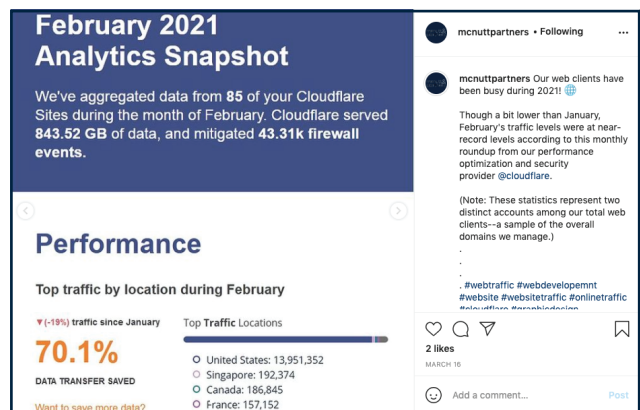 February 2021
Analytics Snapshot
We've aggregated data from 85 of your Cloudflare
Sites during the month of February. Cloudflare served
843.52 GB of data, and mitigated 43.31k firewall
events.
Performance
Top traffic by location during February
▼(-19%) traffic since January
70.1%
DATA TRANSFER SAVED
Want to save more data?
Top Traffic Locations
United States: 13,951,352
Singapore: 192,374
Canada: 186,845
France: 157,152
mcnuttpartners • Following
mcnuttpartners Our web clients have
been busy during 2021! 🌐
Though a bit lower than January,
February's traffic levels were at near-
record levels according to this monthly
roundup from our performance
optimization and security
provider @cloudflare.
(Note: These statistics represent two
distinct accounts among our total web
clients--a sample of the overall
domains we manage.)
.
.
.
. #webtraffic #webdevelopemnt
#website #websitetraffic #onlinetraffic
#cloudflare #graphicdesign
2 likes
MARCH 16
Add a comment...
Post